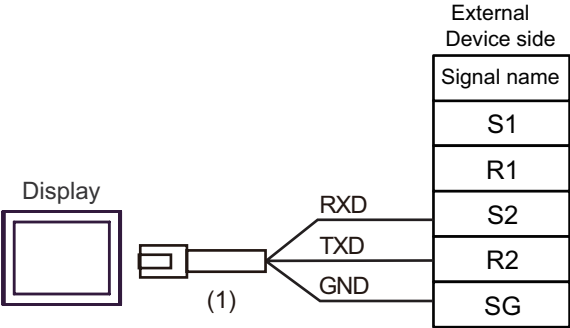 External
Device side
Signal name
S1
R1
Display
RXD
S2
TXD
R2
GND
(1)
SG